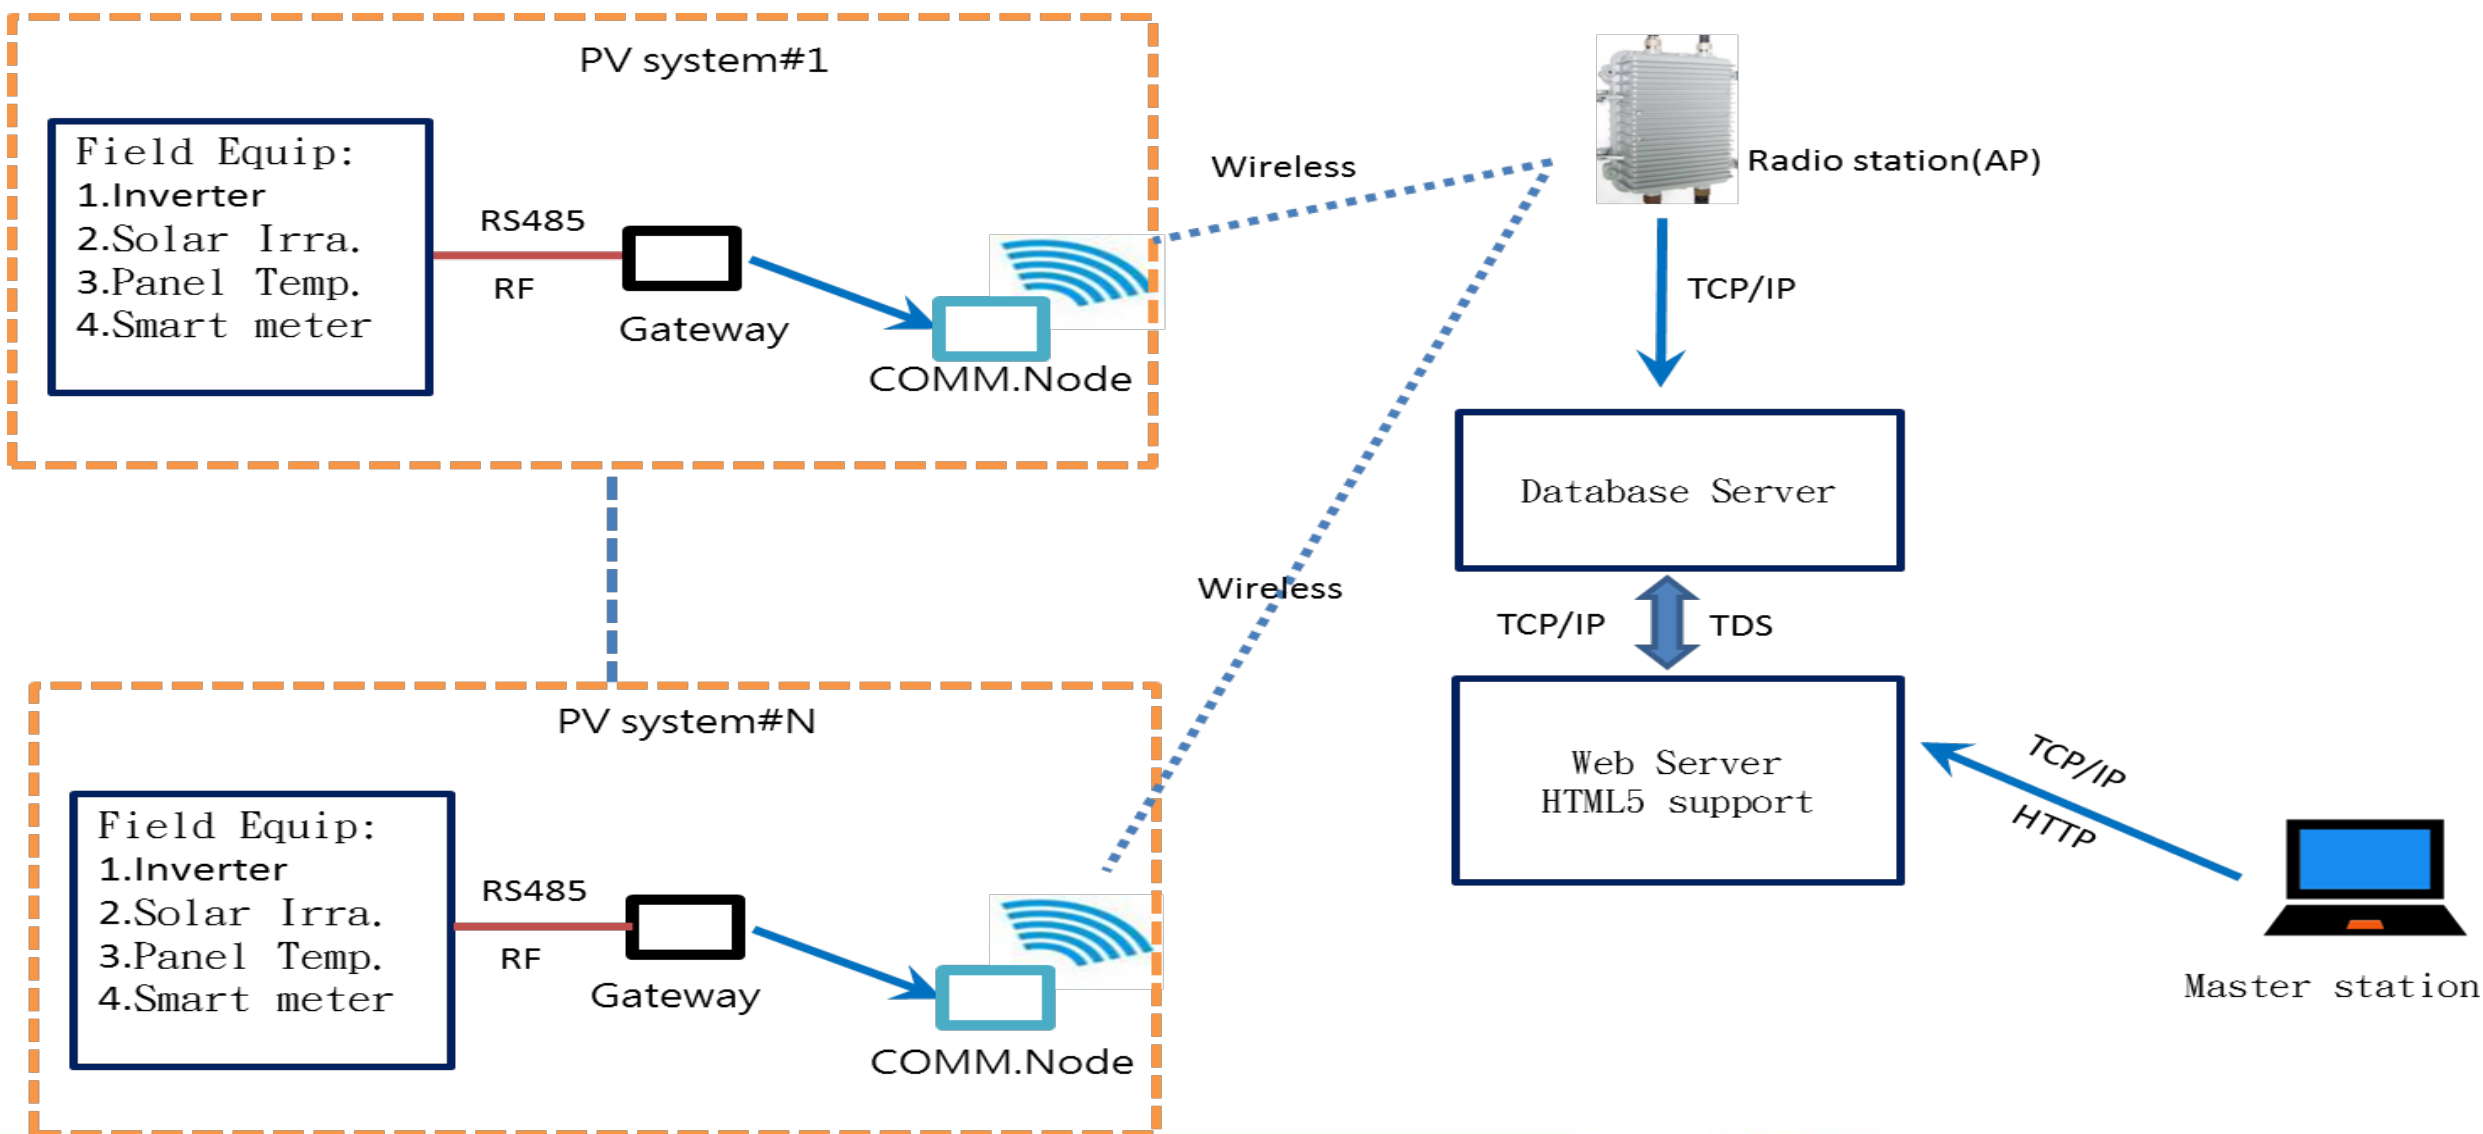 PV system#1
Field Equip:
1.Inverter
2.Solar Irra.
3.Panel Temp.
4.Smart meter
RS485
RF
Gateway
COMM.Node
Wireless
Radio station(AP)
TCP/IP
Database Server
Wireless
TCP/IP
TDS
PV system#N
Field Equip:
1.Inverter
2.Solar Irra.
3.Panel Temp.
4.Smart meter
RS485
RF
Gateway
COMM.Node
Web Server
HTML5 support
TCP/IP
HTTP
Master station